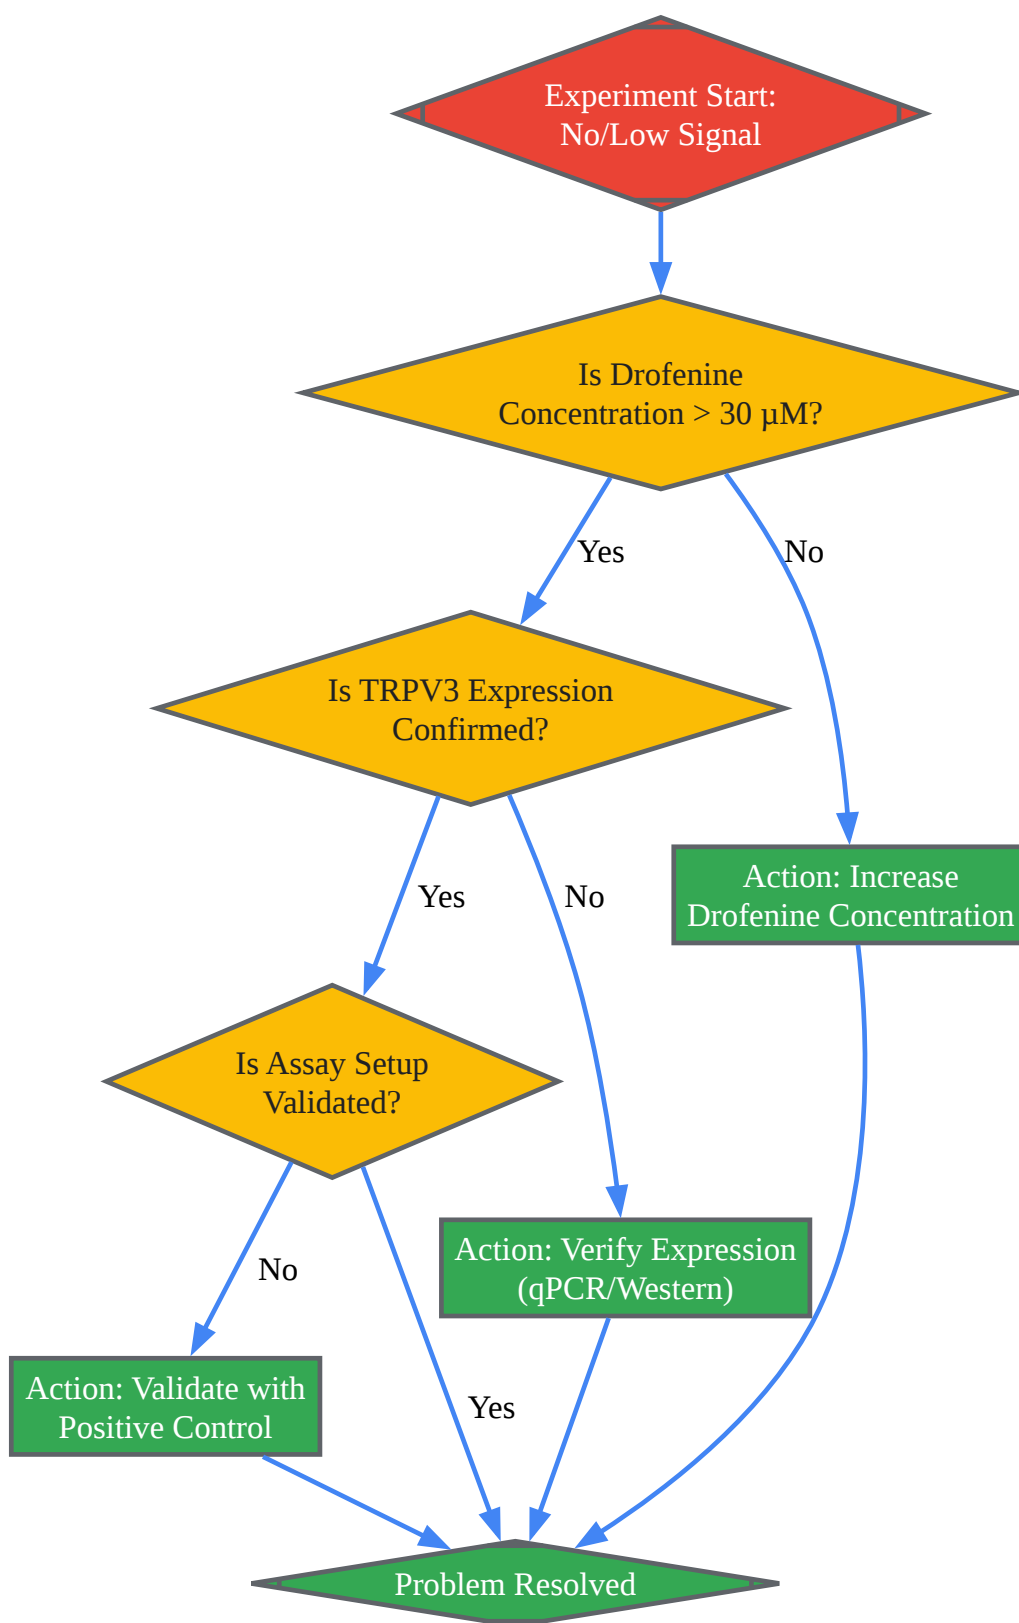 Experiment Start:
No/Low Signal
Is Drofenine
Concentration > 30 µM?
Yes
No
Is TRPV3 Expression
Confirmed?
Action: Increase
Drofenine Concentration
Yes
No
Is Assay Setup
Validated?
Action: Verify Expression
(qPCR/Western)
No
Action: Validate with
Positive Control
Yes
Problem Resolved